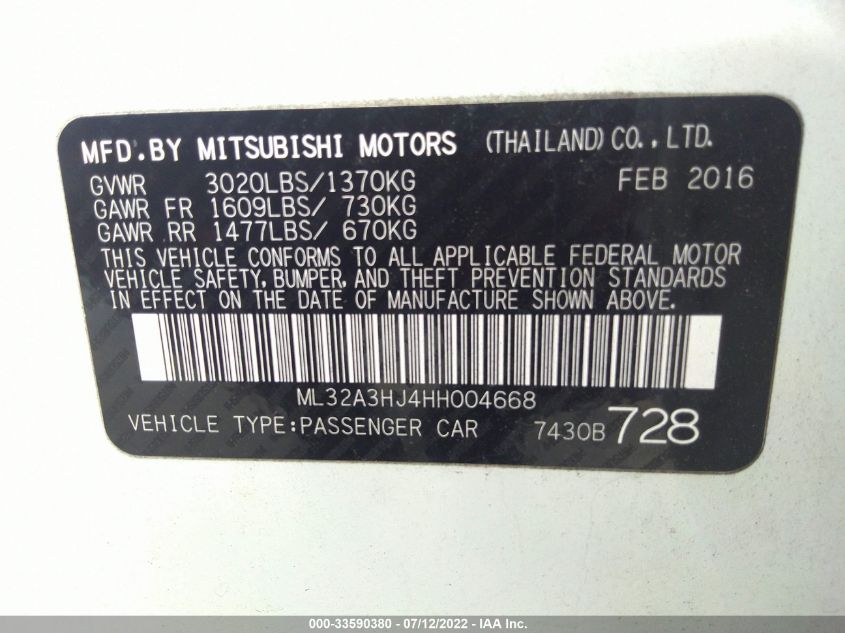 MFD.BY MITSUBISHI MOTORS (THAILAND) CO., LTD.
GVWR 3020LBS/1370KG FEB 2016
GAWR FR 1609LBS/ 730KG
GAWR RR 1477LBS/ 670KG
THIS VEHICLE CONFORMS TO ALL APPLICABLE FEDERAL MOTOR
VEHICLE SAFETY, BUMPER, AND THEFT PREVENTION STANDARDS
IN EFFECT ON THE DATE OF MANUFACTURE SHOWN ABOVE.
ML32A3HJ4HH004668
VEHICLE TYPE:PASSENGER CAR 7430B 728
000-33590380 - 07/12/2022 - IAA Inc.